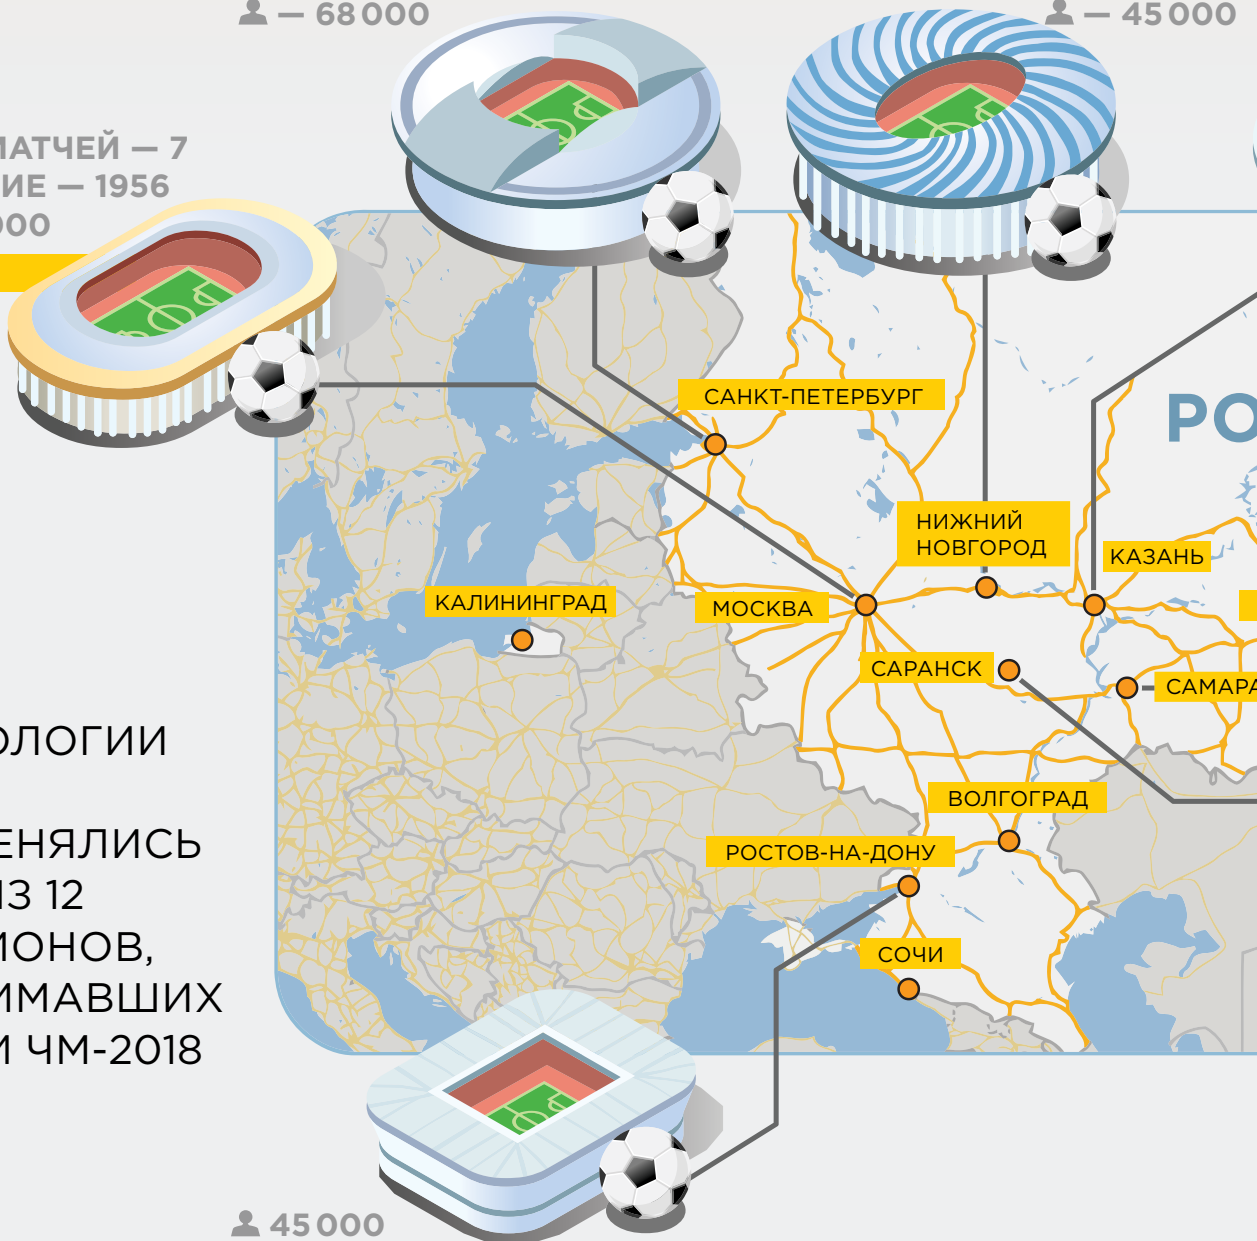 — 68 000
— 45 000
МАТЧЕЙ — 7
ИЕ — 1956
000
САНКТ-ПЕТЕРБУРГ
РО
НИЖНИЙ
НОВГОРОД
КАЗАНЬ
КАЛИНИНГРАД
МОСКВА
САРАНСК
САМАРА
ОЛОГИИ
ЕНЯЛИСЬ
ИЗ 12
ИОНОВ,
ИМАВШИХ
И ЧМ-2018
ВОЛГОГРАД
РОСТОВ-НА-ДОНУ
СОЧИ
45 000